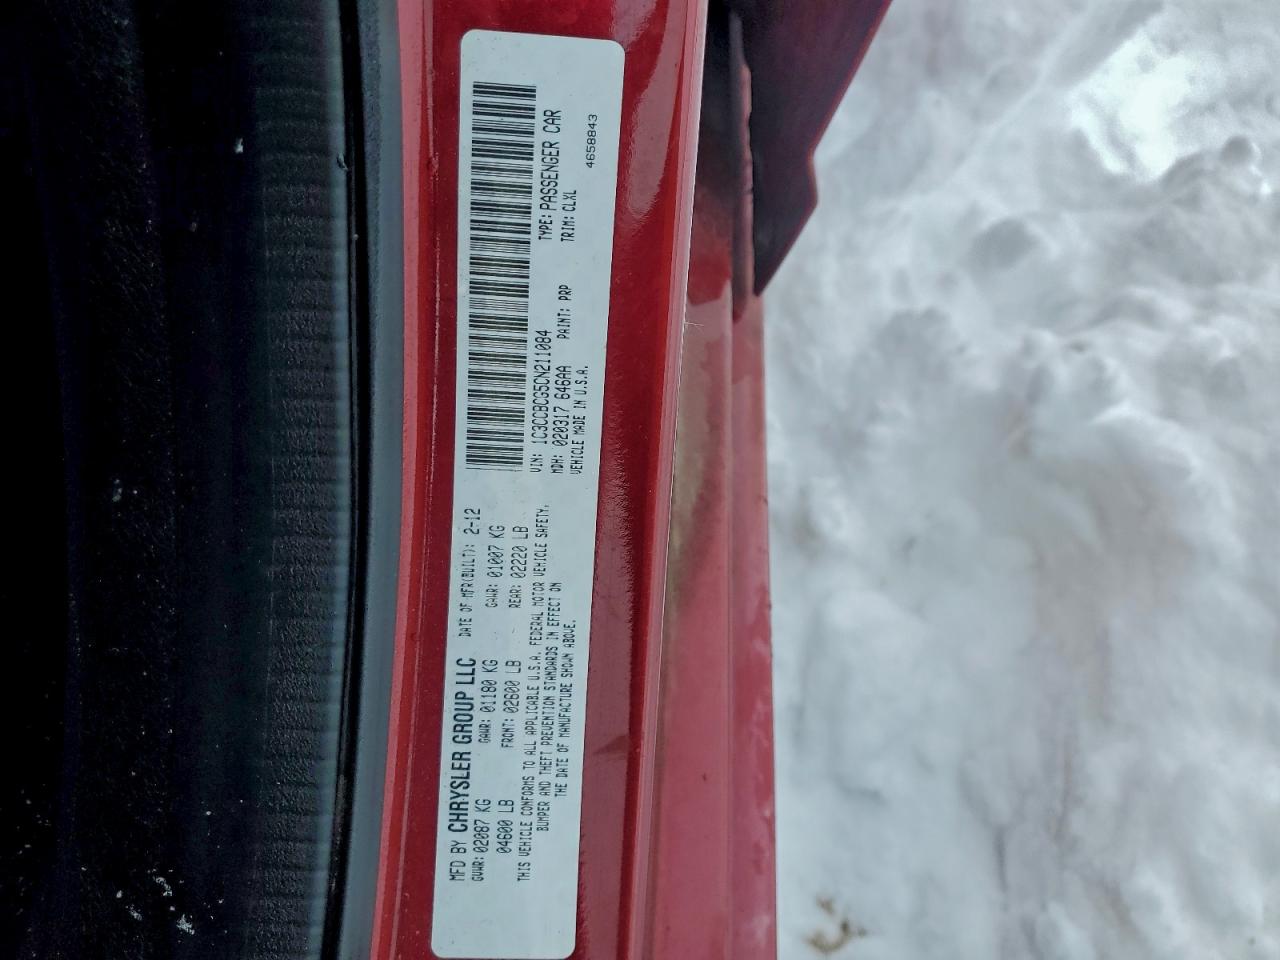 MFD BY CHRYSLER GROUP LLC DATE OF MFR(BUILT): 2-12
GVWR: 02087 KG GAWR: 01180 KG GAWR: 01007 KG
04600 LB FRONT: 02600 LB REAR: 02220 LB
THIS VEHICLE CONFORMS TO ALL APPLICABLE U.S.A. FEDERAL MOTOR VEHICLE SAFETY,
BUMPER AND THEFT PREVENTION STANDARDS IN EFFECT ON
THE DATE OF MANUFACTURE SHOWN ABOVE.
VIN: 1C3CCBCG5CN211084 TYPE: PASSENGER CAR
MDH: 020317 646AA PAINT: PRP TRIM: CLXL
VEHICLE MADE IN U.S.A.
4658843